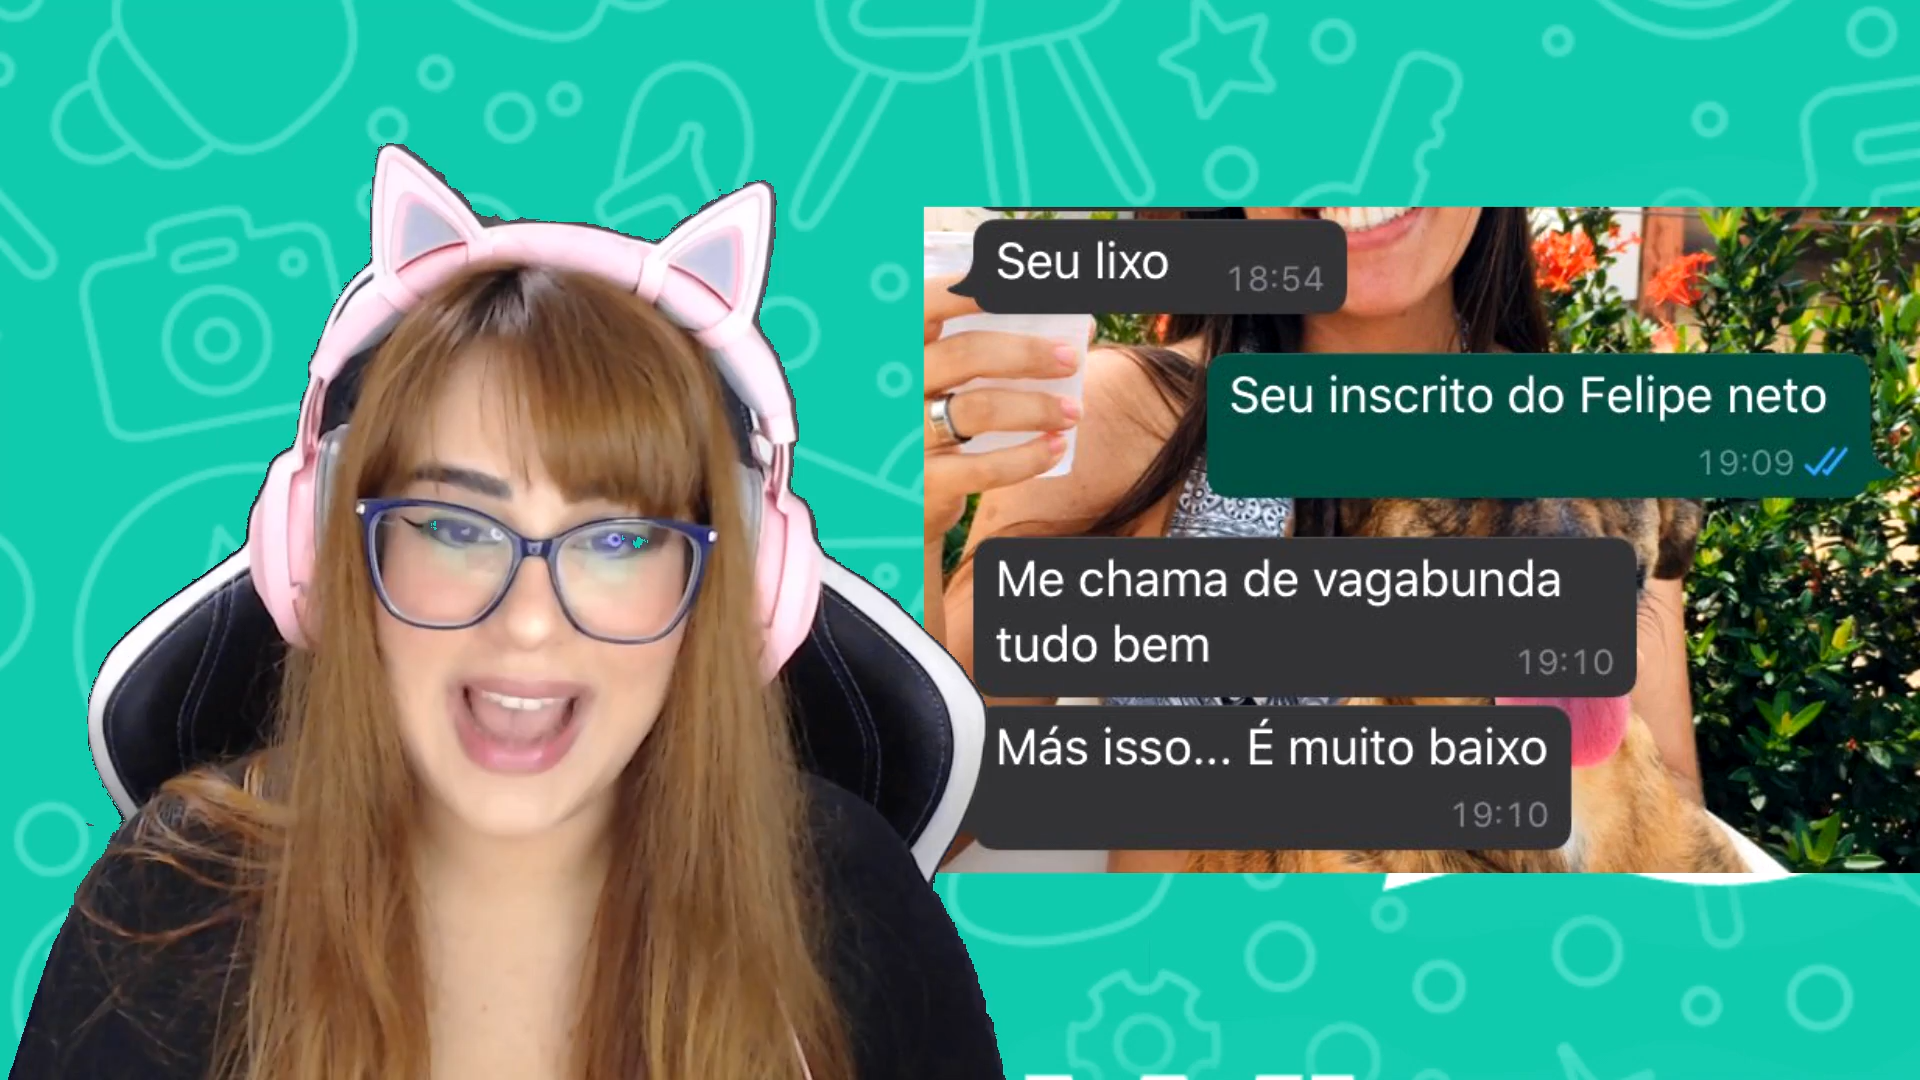 Seu lixo
18:54
Seu inscrito do Felipe neto
19:09
Me chama de vagabunda
tudo bem
19:10
Más isso... É muito baixo
19:10